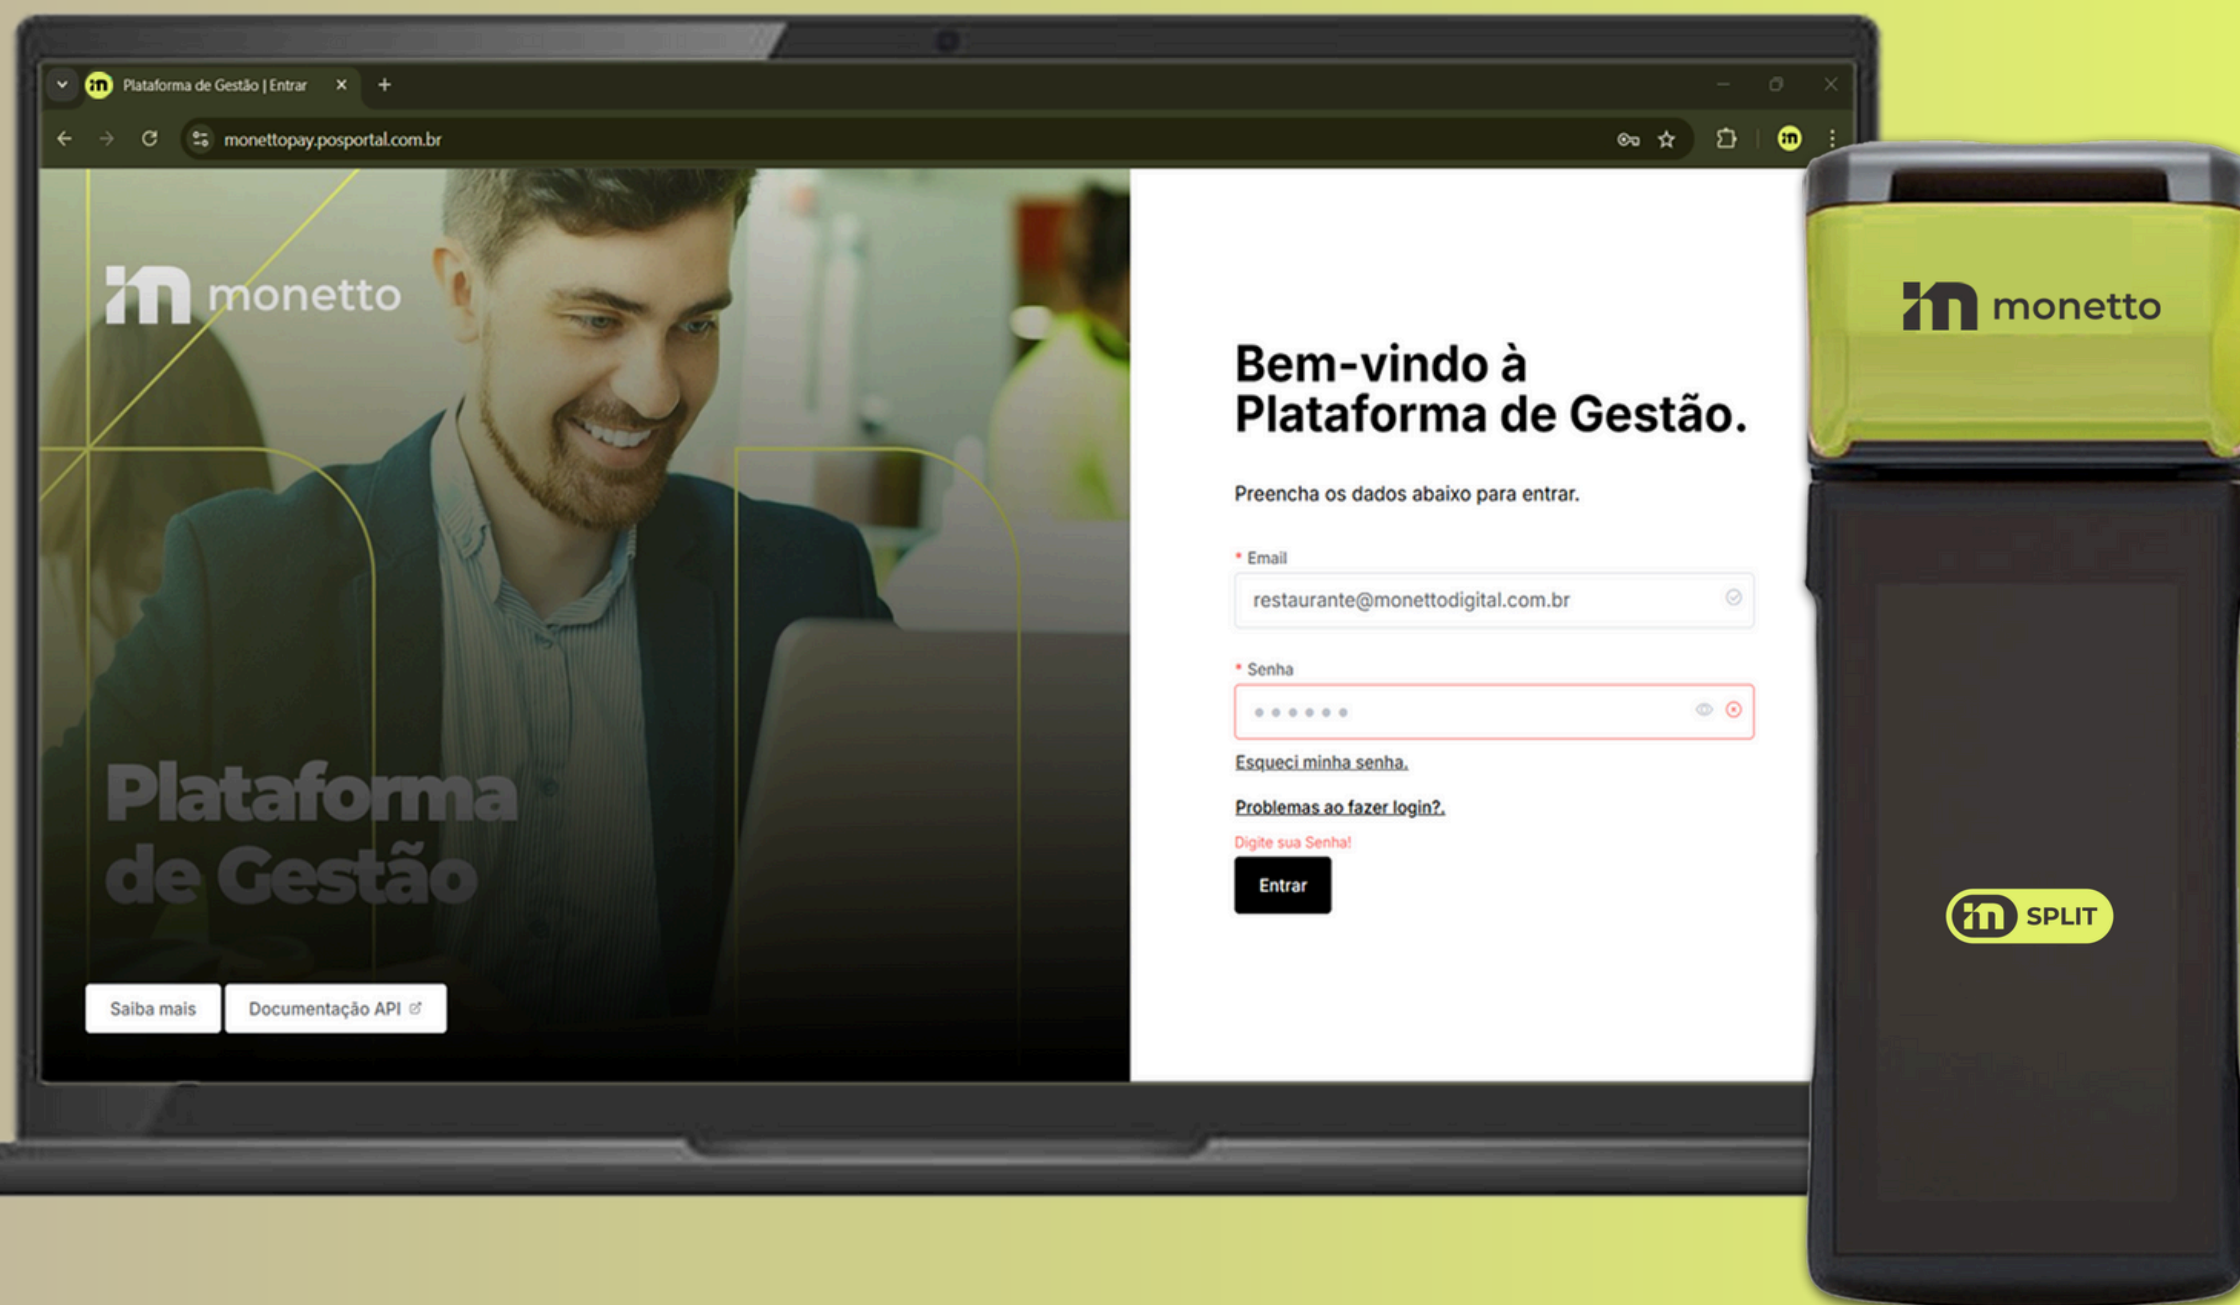 Plataforma de Gestão | Entrar
monettopay.posportal.com.br
monetto
Plataforma
de Gestão
Saiba mais
Documentação API
Bem-vindo à
Plataforma de Gestão.
Preencha os dados abaixo para entrar.
* Email
restaurante@monettodigital.com.br
* Senha
Esqueci minha senha.
Problemas ao fazer login?.
Digite sua Senha!
Entrar
monetto
SPLIT